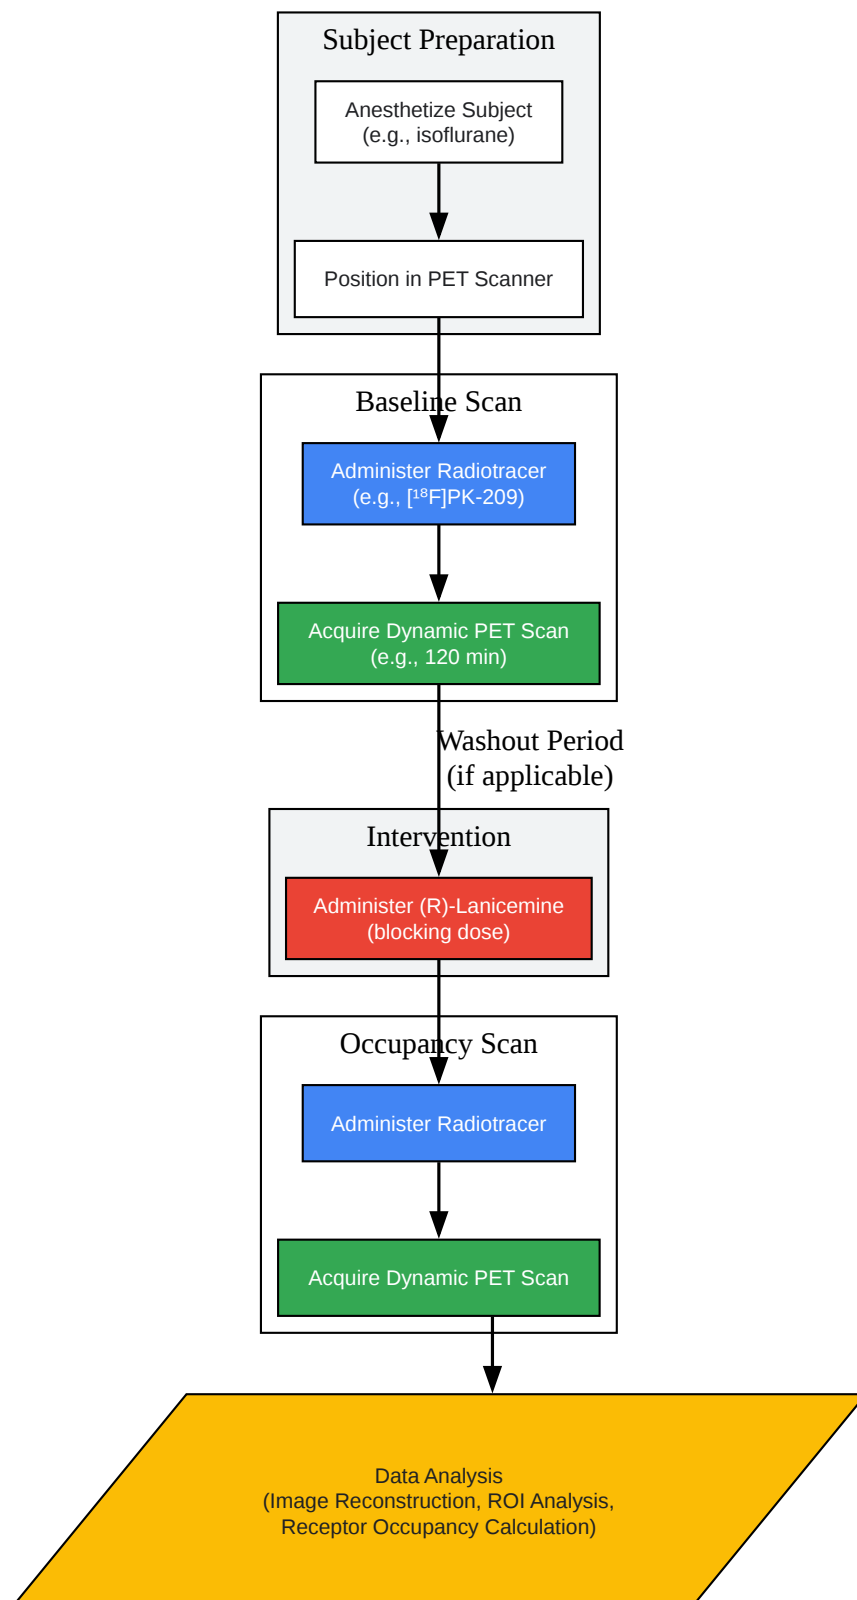 Subject Preparation
Anesthetize Subject
(e.g., isoflurane)
Position in PET Scanner
Baseline Scan
Administer Radiotracer
(e.g., [¹⁸F]PK-209)
Acquire Dynamic PET Scan
(e.g., 120 min)
Washout Period
(if applicable)
Intervention
Administer (R)-Lanicemine
(blocking dose)
Occupancy Scan
Administer Radiotracer
Acquire Dynamic PET Scan
Data Analysis
(Image Reconstruction, ROI Analysis,
Receptor Occupancy Calculation)